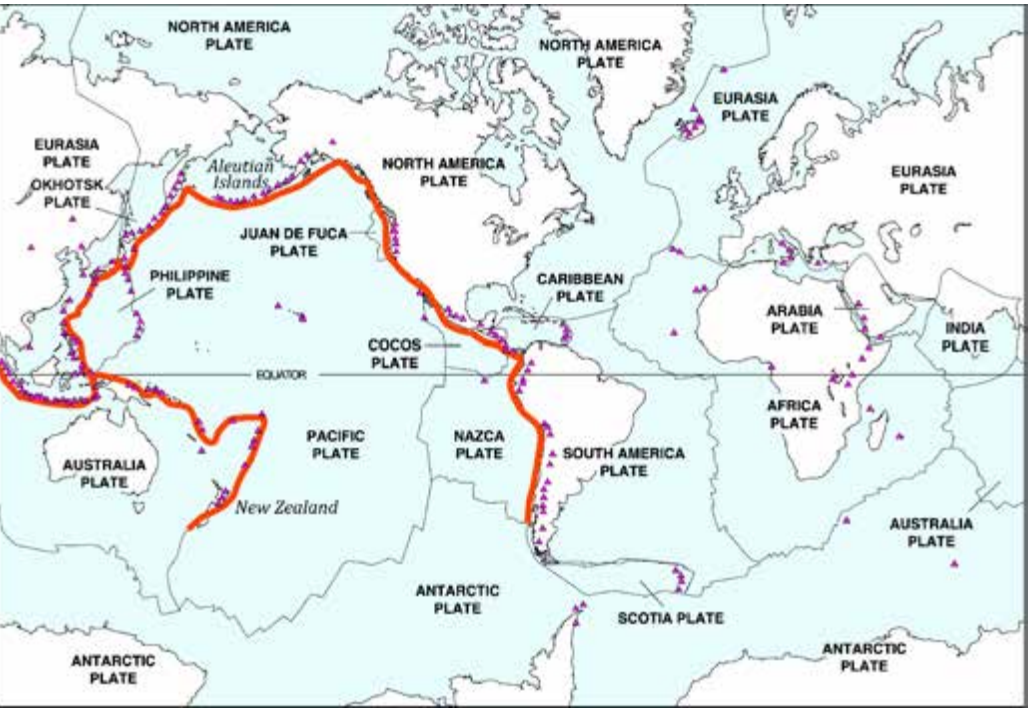 NORTH AMERICA
PLATE
NORTH AMERICA
PLATE
EURASIA
PLATE
EURASIA
PLATE
OKHOTSK
PLATE
Aleutian
Islands
NORTH AMERICA
PLATE
EURASIA
PLATE
JUAN DE FUCA
PLATE
PHILIPPINE
PLATE
CARIBBEAN
PLATE
ARABIA
PLATE
INDIA
PLATE
COCOS
PLATE
EQUATOR
AFRICA
PLATE
AUSTRALIA
PLATE
PACIFIC
PLATE
NAZCA
PLATE
SOUTH AMERICA
PLATE
New Zealand
AUSTRALIA
PLATE
ANTARCTIC
PLATE
SCOTIA PLATE
ANTARCTIC
PLATE
ANTARCTIC
PLATE